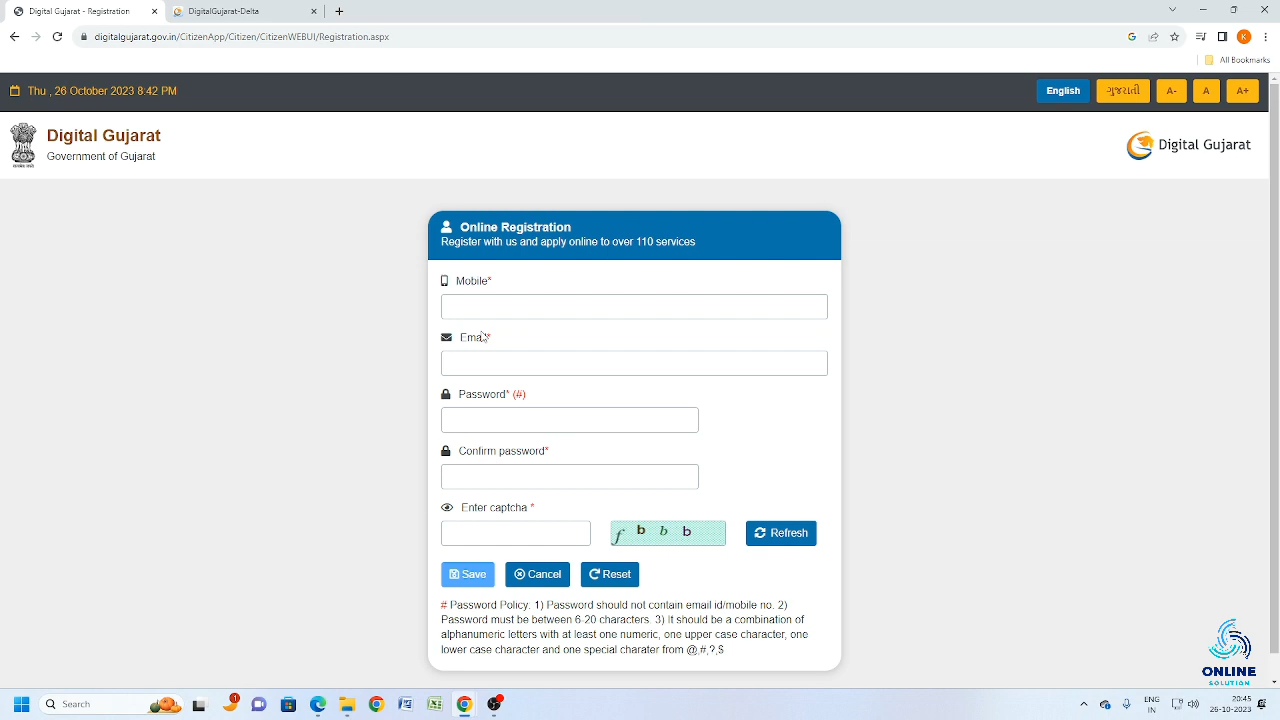 Digital Gujarat - Registration
DigitalGujarat-Delta
digitalgujarat.gov.in/CitizenApp/Citizen/CitizenWEBUI/Registration.aspx
K
All Bookmarks
Thu , 26 October 2023 8:42 PM
English
ગુજરાતી
A-
A
A+
Digital Gujarat
Government of Gujarat
Digital Gujarat
Online Registration
Register with us and apply online to over 110 services
Mobile*
Email*
Password* (#)
Confirm password*
Enter captcha *
f b b b
Refresh
Save
Cancel
Reset
# Password Policy. 1) Password should not contain email id/mobile no. 2)
Password must be between 6-20 characters. 3) It should be a combination of
alphanumeric letters with at least one numeric, one upper case character, one
lower case character and one special charater from @,#,?,$
ONLINE
SOLUTION
Search
1
ENG
IN
20:45
26-10-2023